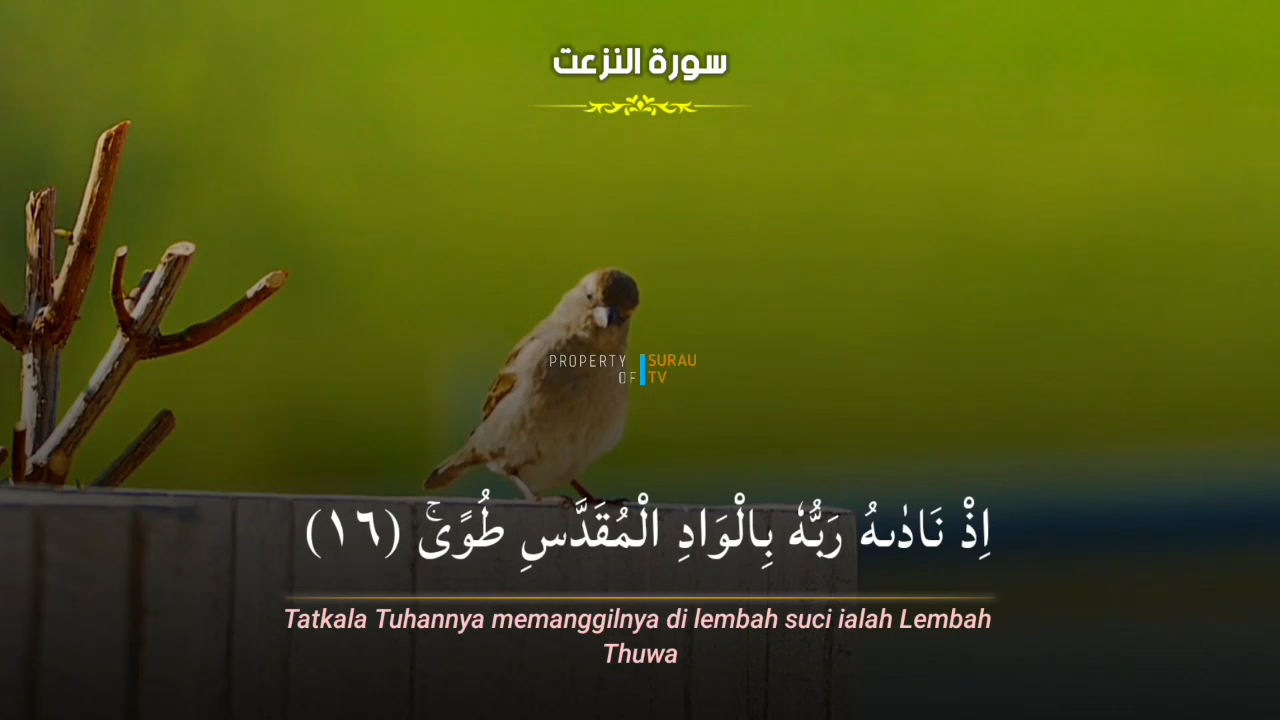 سورة النزعت
PROPERTY OF
SURAU TV
اِذْ نَادٰىهُ رَبُّهٗ بِالْوَادِ الْمُقَدَّسِ طُوًىۚ (١٦)
Tatkala Tuhannya memanggilnya di lembah suci ialah Lembah
Thuwa